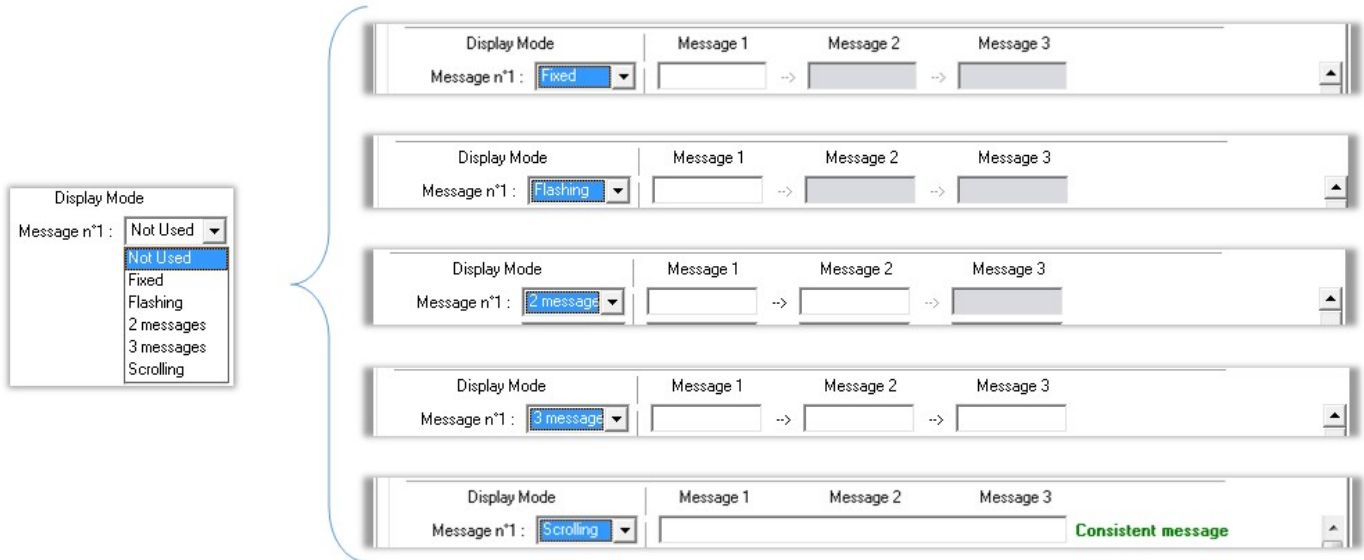 Display Mode
Message n°1 : Not Used
Not Used
Fixed
Flashing
2 messages
3 messages
Scrolling
Display Mode Message 1 Message 2 Message 3
Message n°1 : Fixed --> -->
Display Mode Message 1 Message 2 Message 3
Message n°1 : Flashing --> -->
Display Mode Message 1 Message 2 Message 3
Message n°1 : 2 message --> -->
Display Mode Message 1 Message 2 Message 3
Message n°1 : 3 message --> -->
Display Mode Message 1 Message 2 Message 3
Message n°1 : Scrolling Consistent message